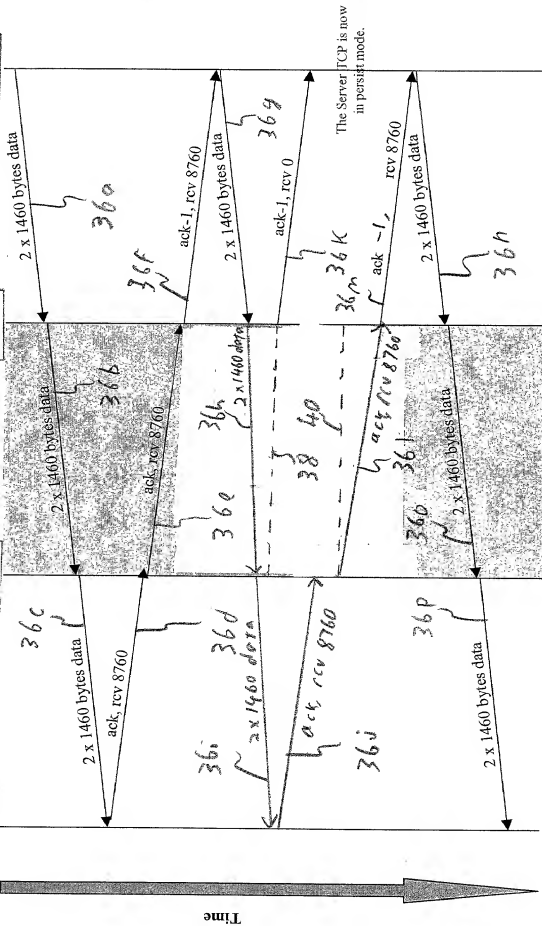 2 x 1460 bytes data
36a
2 x 1460 bytes data
36b
36c
2 x 1460 bytes data
ack, rcv 8760
36d
ack, rcv 8760
36e
36f
ack-1, rcv 8760
2 x 1460 bytes data
36g
36h
2 x 1460 data
36i
2 x 1460 data
ack, rcv 8760
36j
ack-1, rcv 0
36k
The Server TCP is now
in persist mode.
38
40
ack, rcv 8760
36l
36m
ack -1, rcv 8760
2 x 1460 bytes data
36n
36o
2 x 1460 bytes data
36p
2 x 1460 bytes data
Time